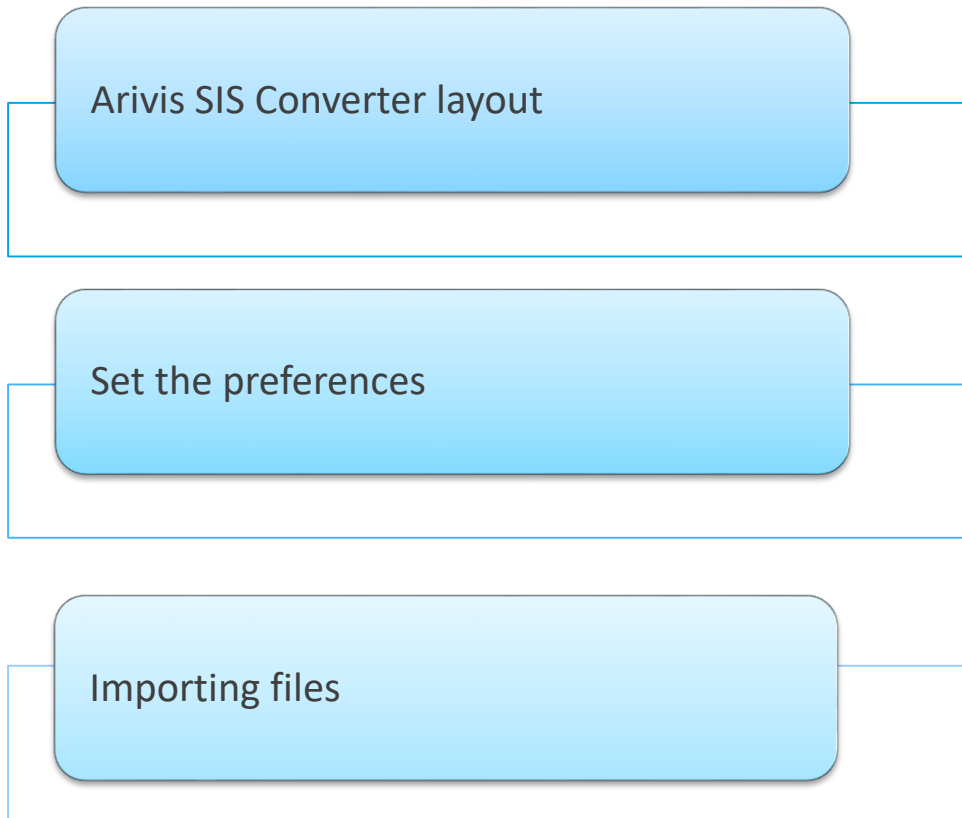 Arivis SIS Converter layout
Set the preferences
Importing files